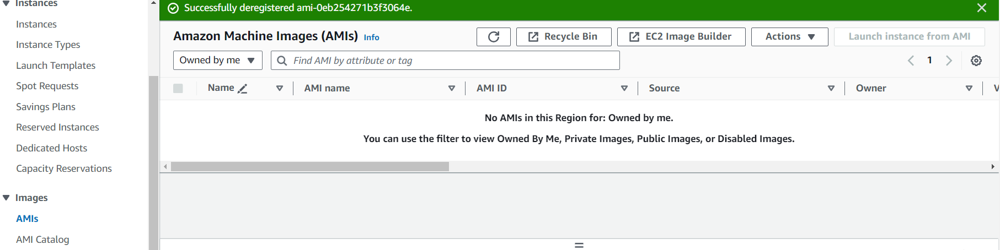 Instances
Instances
Instance Types
Launch Templates
Spot Requests
Savings Plans
Reserved Instances
Dedicated Hosts
Capacity Reservations
Images
AMIs
AMI Catalog
Successfully deregistered ami-0eb254271b3f3064e.
Amazon Machine Images (AMIs) Info
Recycle Bin
EC2 Image Builder
Actions
Launch instance from AMI
Owned by me
Find AMI by attribute or tag
1
Name AMI name AMI ID Source Owner V
No AMIs in this Region for: Owned by me.
You can use the filter to view Owned By Me, Private Images, Public Images, or Disabled Images.